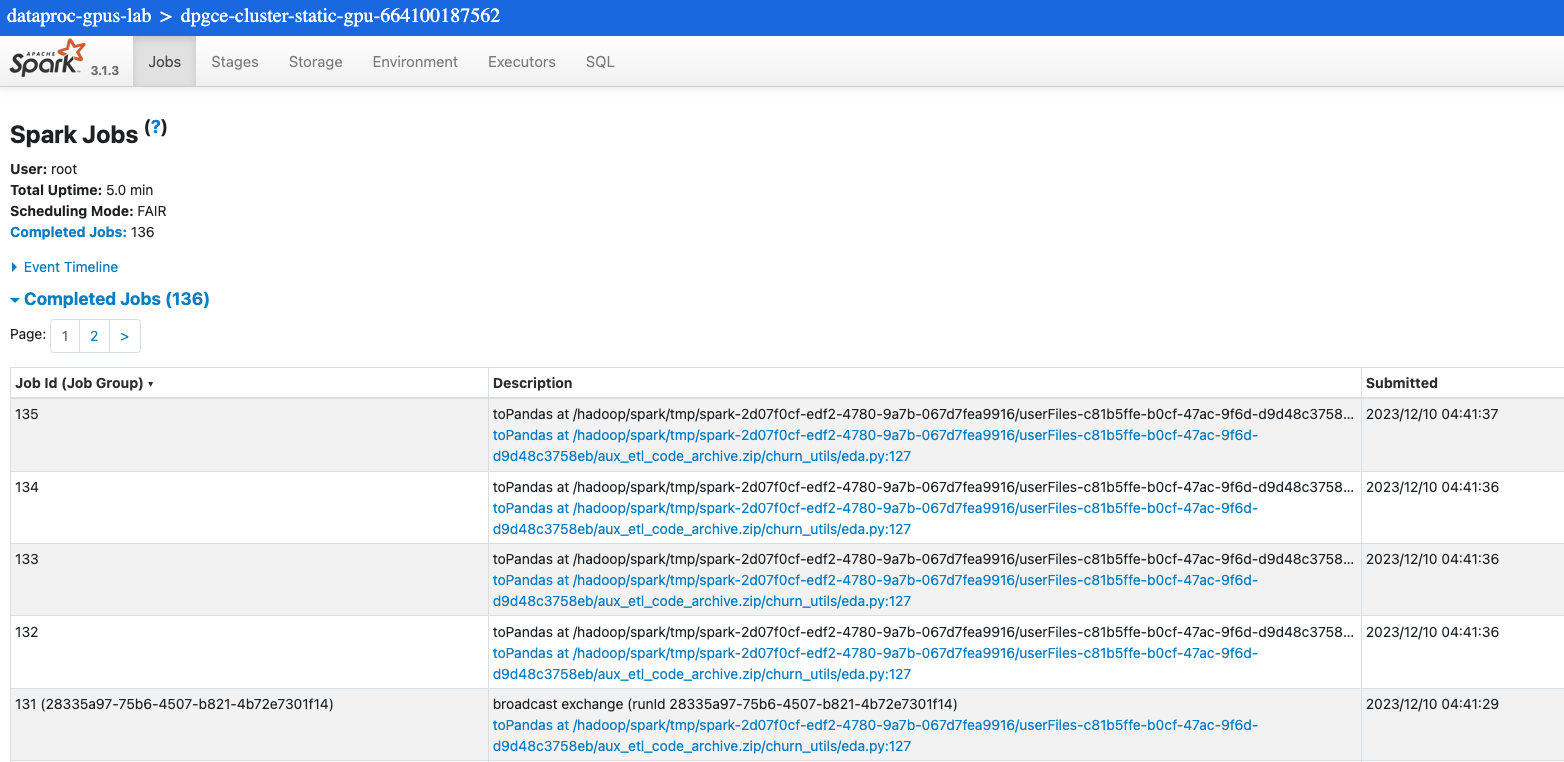 dataproc-gpus-lab > dpgce-cluster-static-gpu-664100187562
APACHE Spark 3.1.3 Jobs Stages Storage Environment Executors SQL
Spark Jobs (?)
User: root
Total Uptime: 5.0 min
Scheduling Mode: FAIR
Completed Jobs: 136
Event Timeline
Completed Jobs (136)
Page: 1 2 >
Job Id (Job Group) ▾ Description Submitted
135 toPandas at /hadoop/spark/tmp/spark-2d07f0cf-edf2-4780-9a7b-067d7fea9916/userFiles-c81b5ffe-b0cf-47ac-9f6d-d9d48c3758... 2023/12/10 04:41:37
toPandas at /hadoop/spark/tmp/spark-2d07f0cf-edf2-4780-9a7b-067d7fea9916/userFiles-c81b5ffe-b0cf-47ac-9f6d-
d9d48c3758eb/aux_etl_code_archive.zip/churn_utils/eda.py:127
134 toPandas at /hadoop/spark/tmp/spark-2d07f0cf-edf2-4780-9a7b-067d7fea9916/userFiles-c81b5ffe-b0cf-47ac-9f6d-d9d48c3758... 2023/12/10 04:41:36
toPandas at /hadoop/spark/tmp/spark-2d07f0cf-edf2-4780-9a7b-067d7fea9916/userFiles-c81b5ffe-b0cf-47ac-9f6d-
d9d48c3758eb/aux_etl_code_archive.zip/churn_utils/eda.py:127
133 toPandas at /hadoop/spark/tmp/spark-2d07f0cf-edf2-4780-9a7b-067d7fea9916/userFiles-c81b5ffe-b0cf-47ac-9f6d-d9d48c3758... 2023/12/10 04:41:36
toPandas at /hadoop/spark/tmp/spark-2d07f0cf-edf2-4780-9a7b-067d7fea9916/userFiles-c81b5ffe-b0cf-47ac-9f6d-
d9d48c3758eb/aux_etl_code_archive.zip/churn_utils/eda.py:127
132 toPandas at /hadoop/spark/tmp/spark-2d07f0cf-edf2-4780-9a7b-067d7fea9916/userFiles-c81b5ffe-b0cf-47ac-9f6d-d9d48c3758... 2023/12/10 04:41:36
toPandas at /hadoop/spark/tmp/spark-2d07f0cf-edf2-4780-9a7b-067d7fea9916/userFiles-c81b5ffe-b0cf-47ac-9f6d-
d9d48c3758eb/aux_etl_code_archive.zip/churn_utils/eda.py:127
131 (28335a97-75b6-4507-b821-4b72e7301f14) broadcast exchange (runId 28335a97-75b6-4507-b821-4b72e7301f14) 2023/12/10 04:41:29
toPandas at /hadoop/spark/tmp/spark-2d07f0cf-edf2-4780-9a7b-067d7fea9916/userFiles-c81b5ffe-b0cf-47ac-9f6d-
d9d48c3758eb/aux_etl_code_archive.zip/churn_utils/eda.py:127